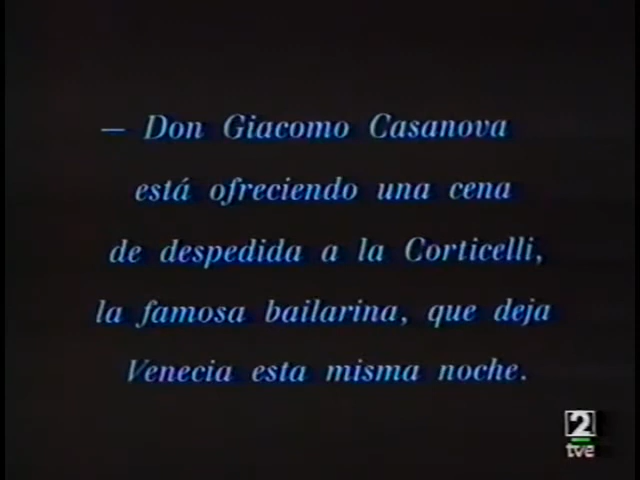 — Don Giacomo Casanova
está ofreciendo una cena
de despedida a la Corticelli,
la famosa bailarina, que deja
Venecia esta misma noche.
2
tve